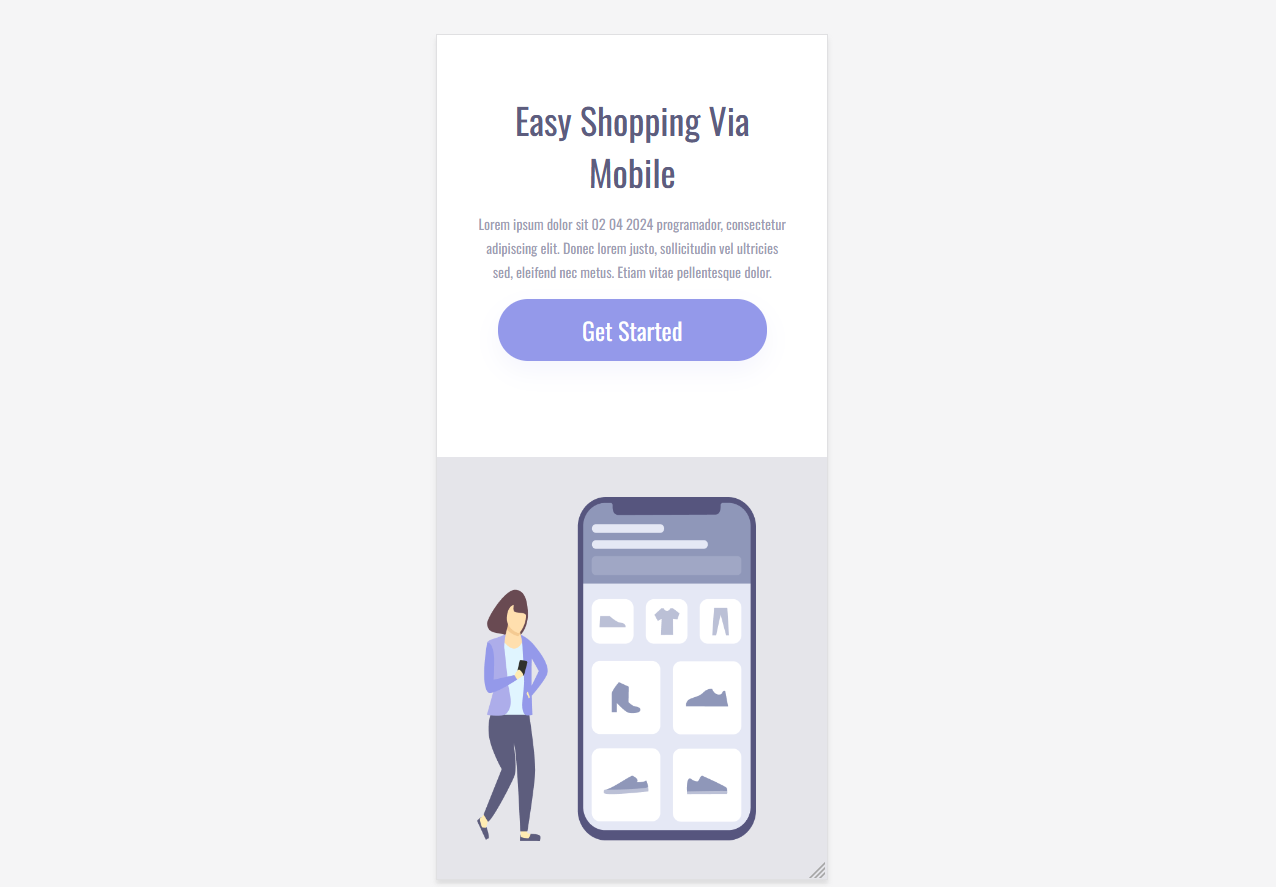 Easy Shopping Via
Mobile
Lorem ipsum dolor sit 02 04 2024 programador, consectetur
adipiscing elit. Donec lorem justo, sollicitudin vel ultricies
sed, eleifend nec metus. Etiam vitae pellentesque dolor.
Get Started